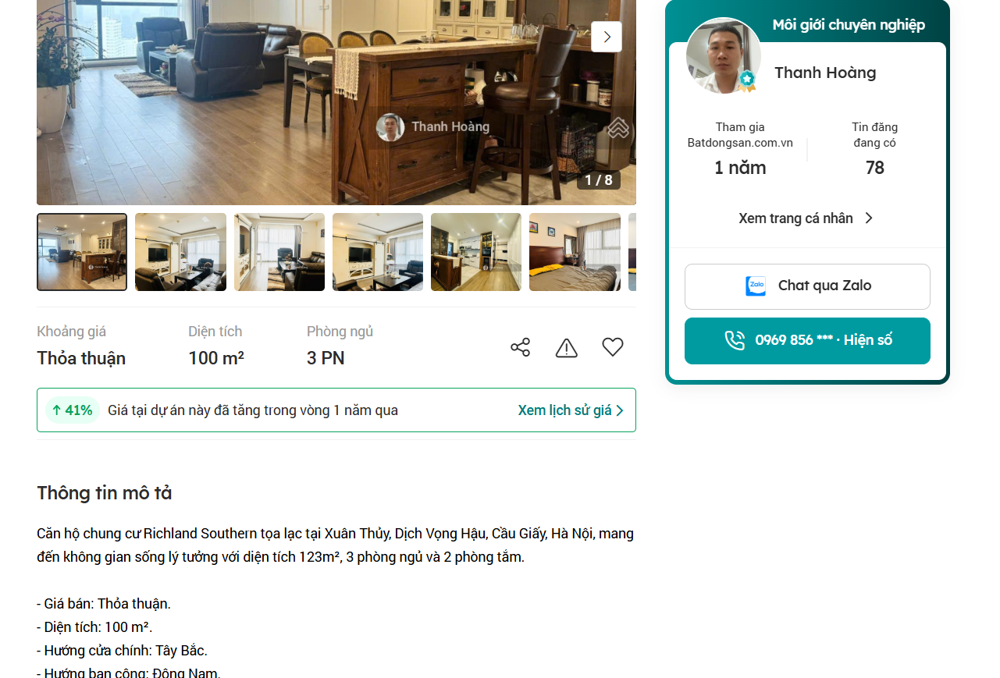 Môi giới chuyên nghiệp
Thanh Hoàng
Tham gia
Batdongsan.com.vn
1 năm
Tin đăng
đang có
78
Xem trang cá nhân
Zalo
Chat qua Zalo
0969 856 *** · Hiện số
Thanh Hoàng
1 / 8
Khoảng giá
Thỏa thuận
Diện tích
100 m²
Phòng ngủ
3 PN
41%
Giá tại dự án này đã tăng trong vòng 1 năm qua
Xem lịch sử giá
Thông tin mô tả
Căn hộ chung cư Richland Southern tọa lạc tại Xuân Thủy, Dịch Vọng Hậu, Cầu Giấy, Hà Nội, mang
đến không gian sống lý tưởng với diện tích 123m², 3 phòng ngủ và 2 phòng tắm.
- Giá bán: Thỏa thuận.
- Diện tích: 100 m².
- Hướng cửa chính: Tây Bắc.
- Hướng ban công: Đông Nam.